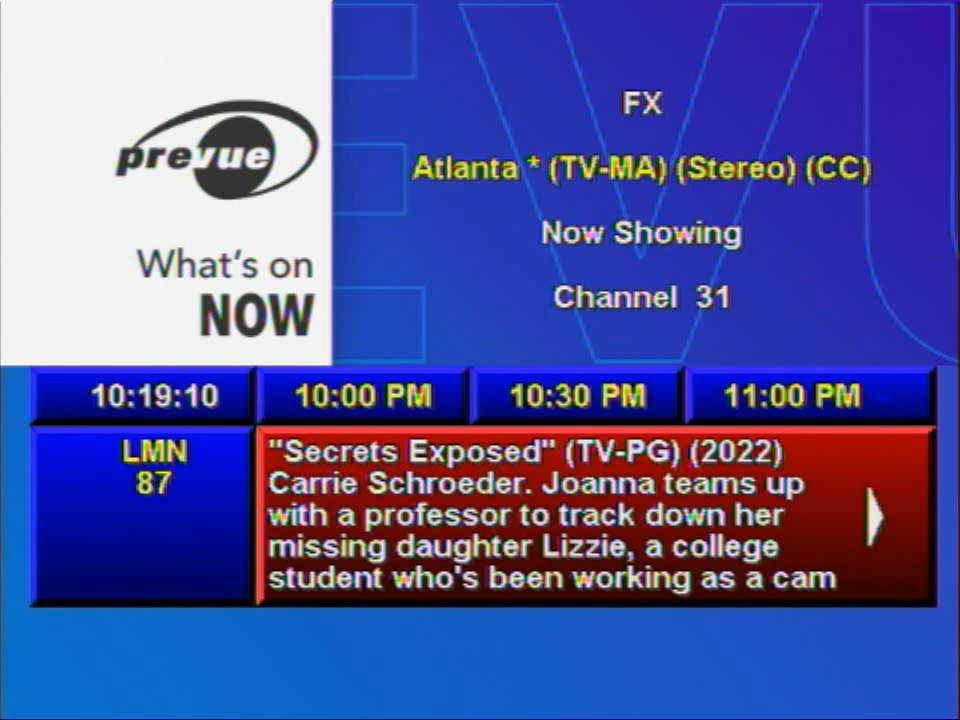 prevue
What's on
NOW
FX
Atlanta * (TV-MA) (Stereo) (CC)
Now Showing
Channel 31
10:19:10
10:00 PM
10:30 PM
11:00 PM
LMN
87
"Secrets Exposed" (TV-PG) (2022)
Carrie Schroeder. Joanna teams up
with a professor to track down her
missing daughter Lizzie, a college
student who's been working as a cam